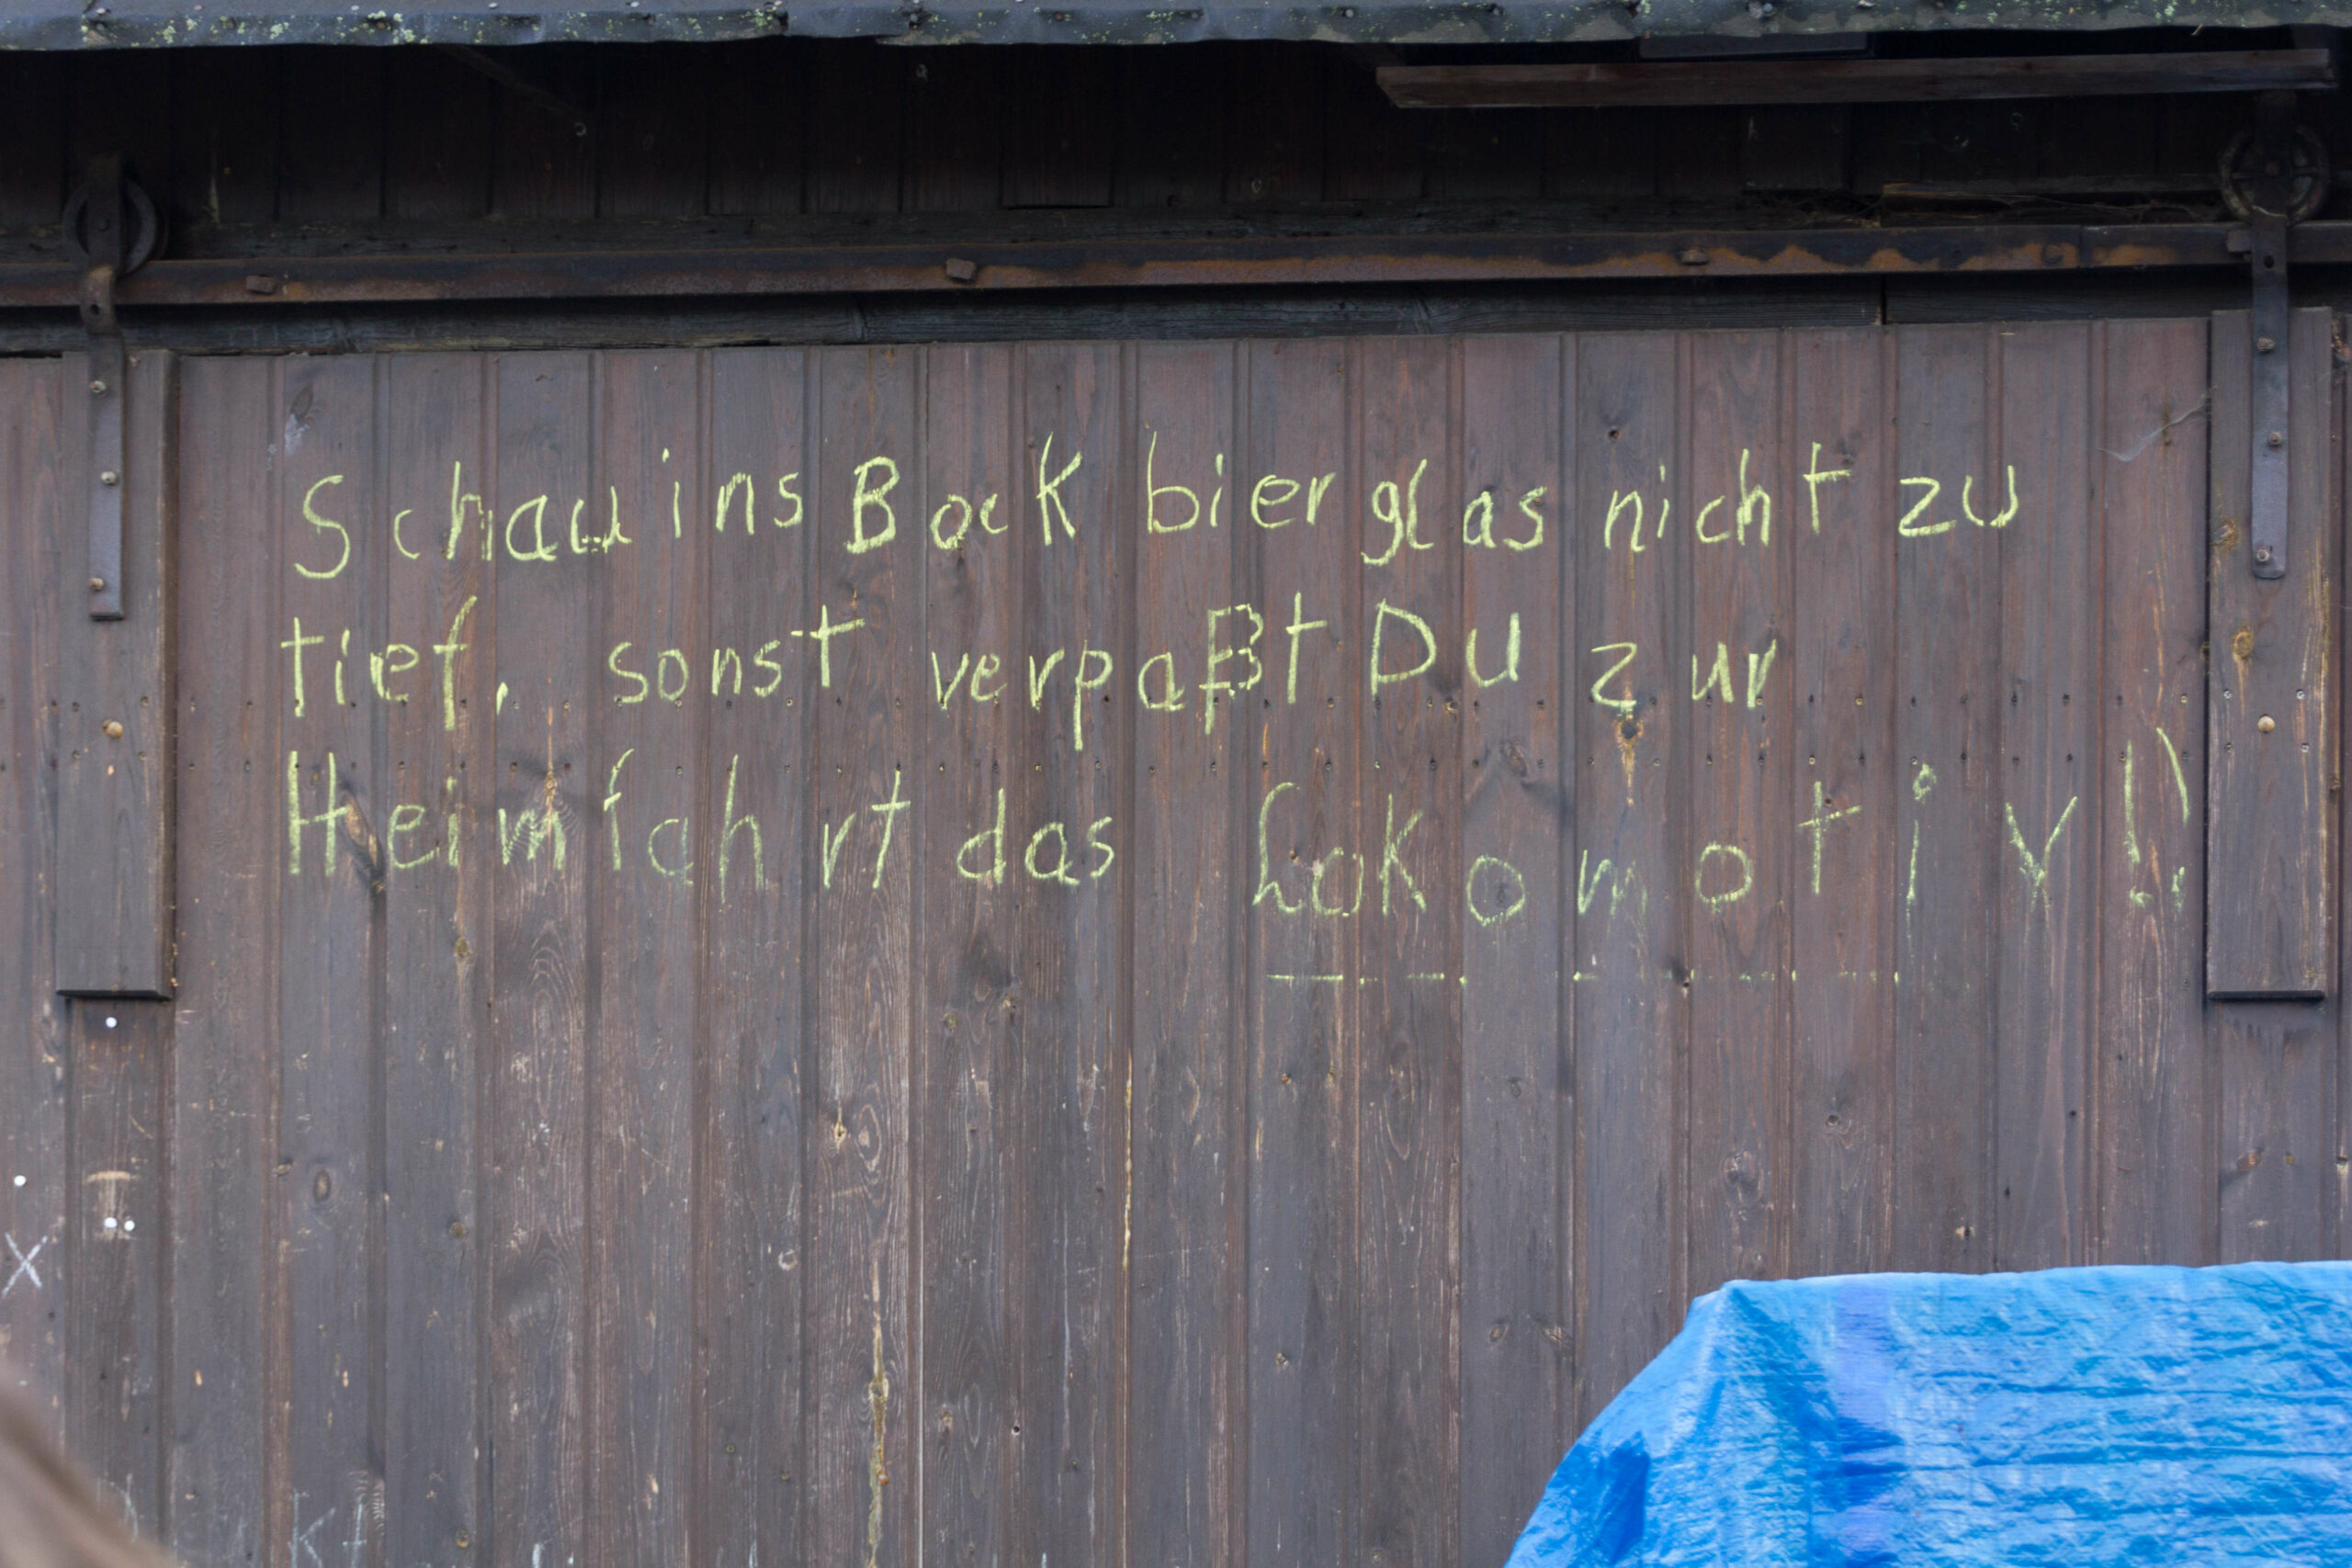 Schau ins Bockbierglas nicht zu
tief, sonst verpaßt Du zur
Heimfahrt das Lokomotiv!!
X